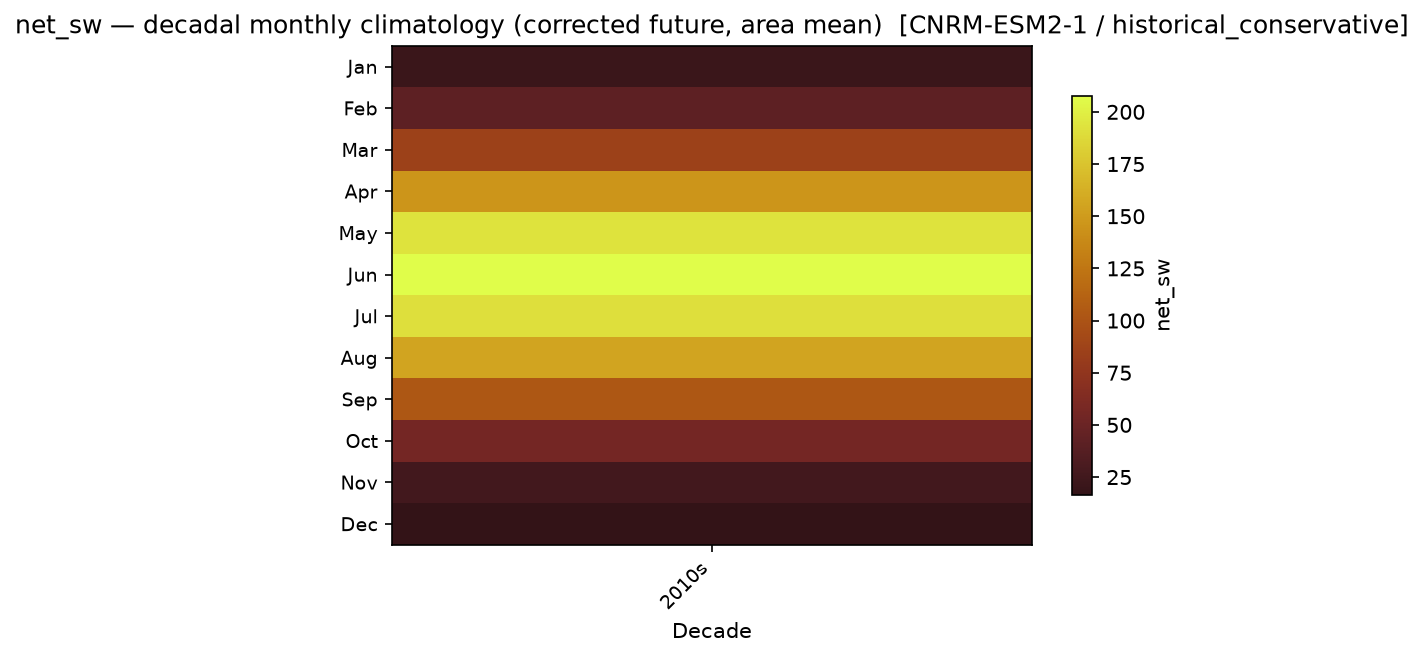 net_sw — decadal monthly climatology (corrected future, area mean)  [CNRM-ESM2-1 / historical_conservative]
Jan
Feb
Mar
Apr
May
Jun
Jul
Aug
Sep
Oct
Nov
Dec
2010s
Decade
200
175
150
125
100
75
50
25
net_sw